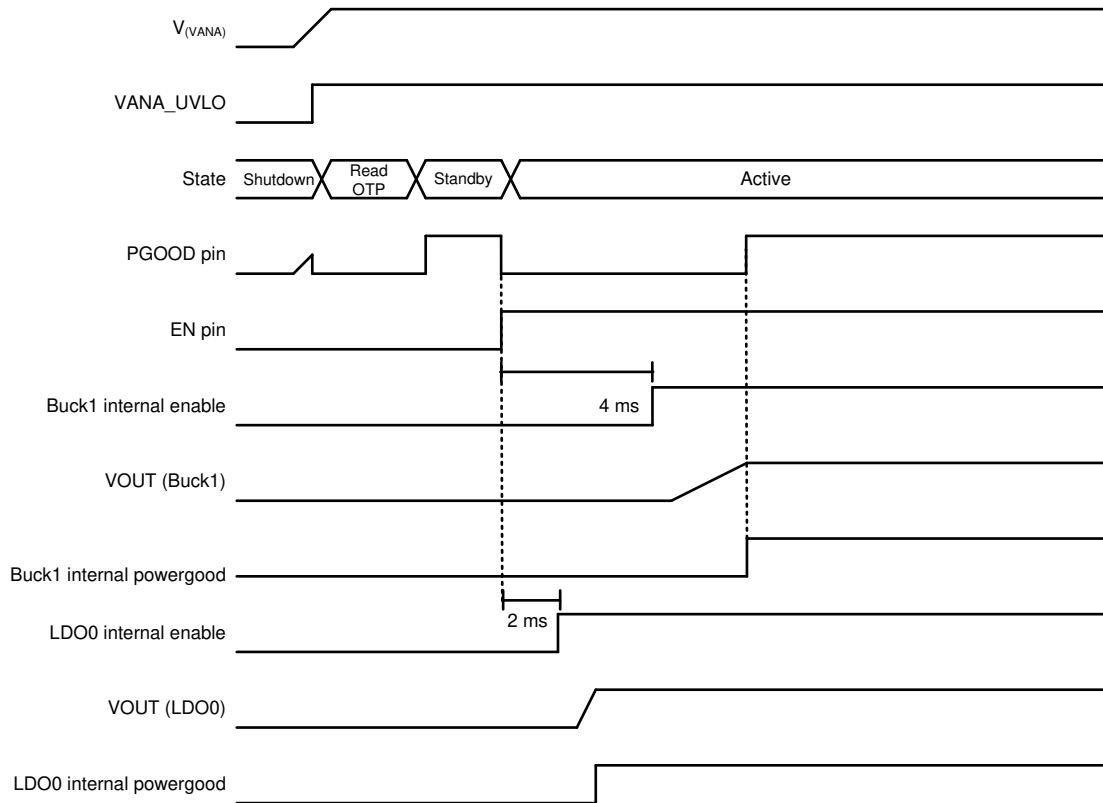 V(VANA)
VANA_UVLO
State
Shutdown
Read
OTP
Standby
Active
PGOOD pin
EN pin
Buck1 internal enable
4 ms
VOUT (Buck1)
Buck1 internal powergood
2 ms
LDO0 internal enable
VOUT (LDO0)
LDO0 internal powergood